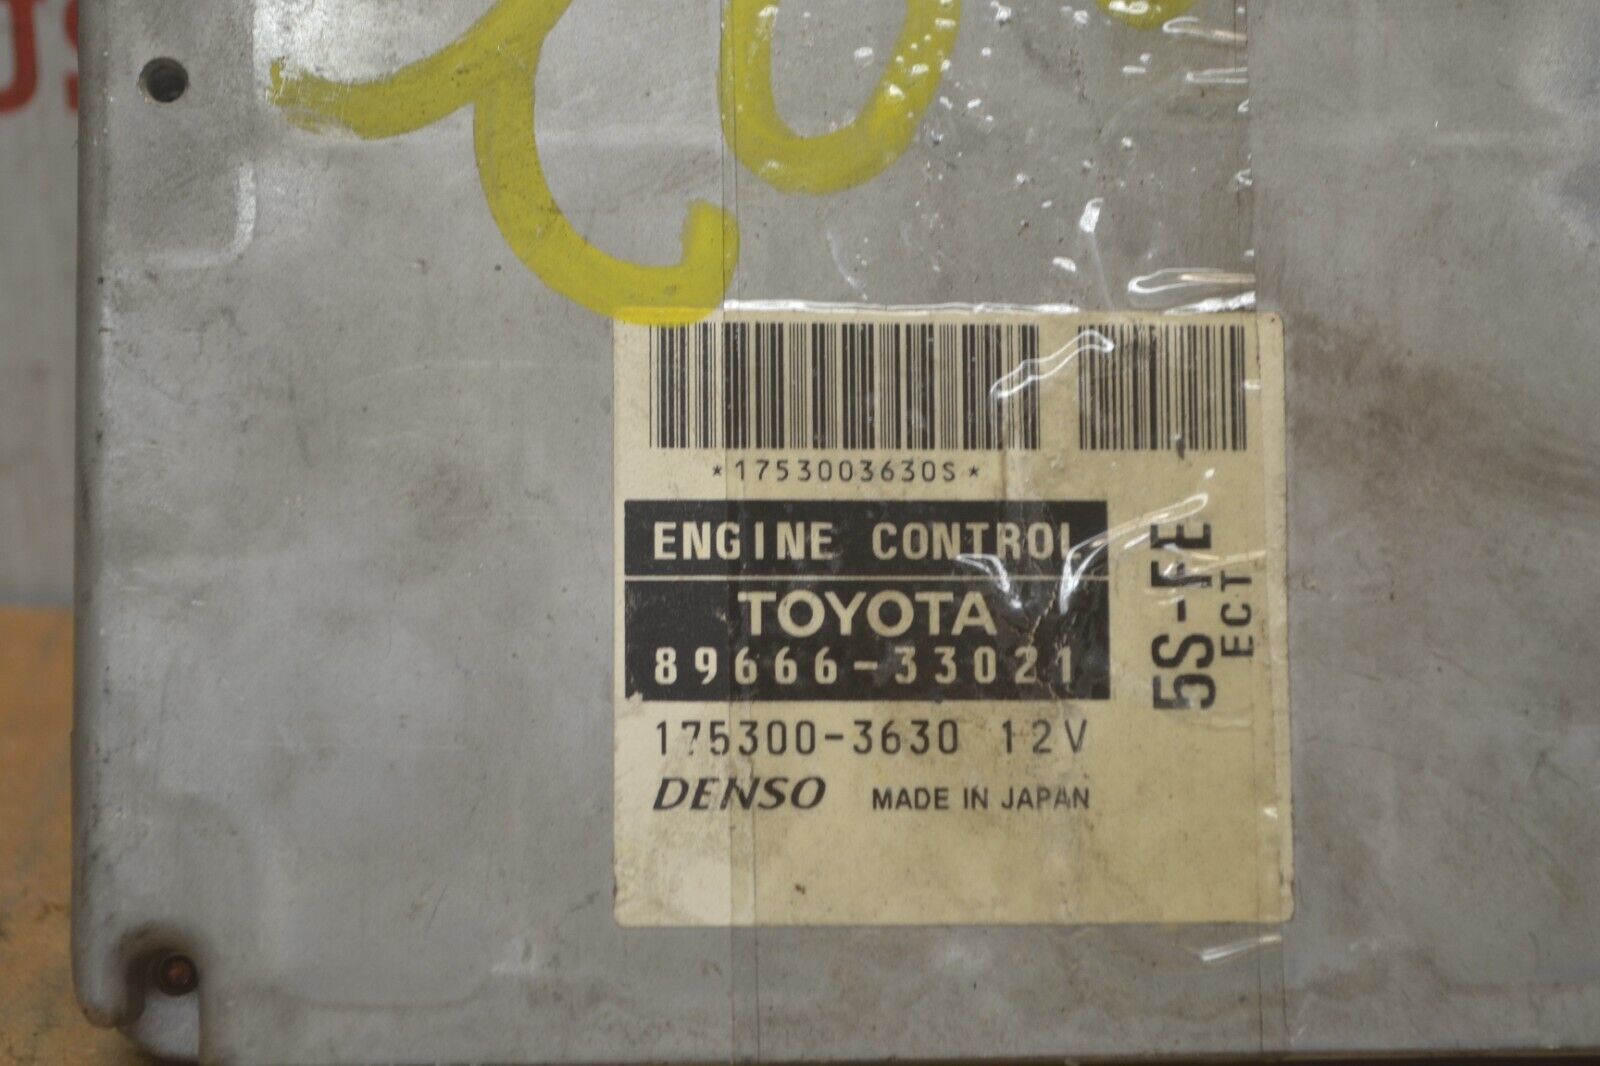 *1753003630S*
ENGINE CONTROL
TOYOTA
89666-33021
175300-3630 12V
DENSO MADE IN JAPAN
5S-FE
ECT